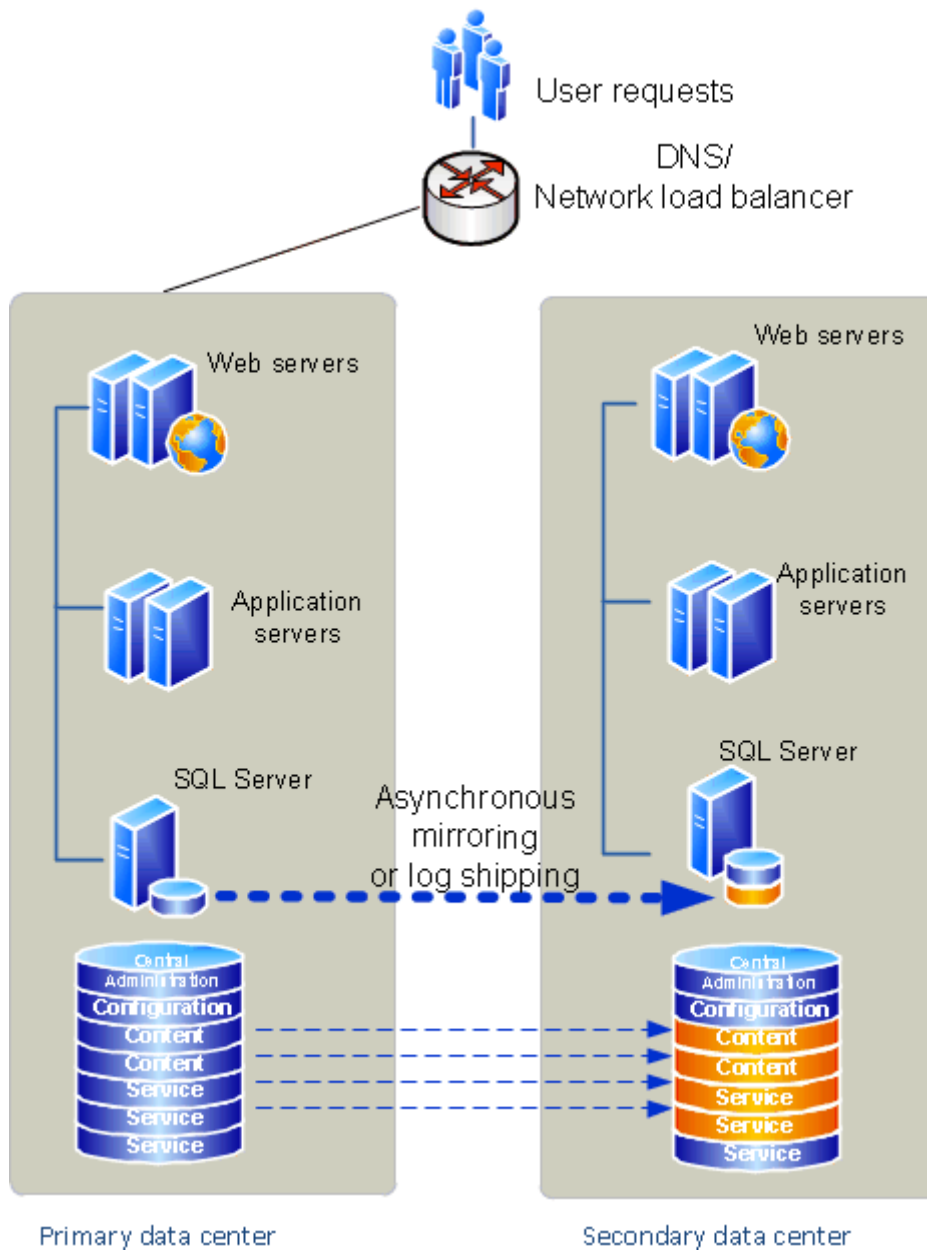 User requests
DNS/
Network load balancer
Web servers
Application
servers
SQL Server
Web servers
Application
servers
SQL Server
Asynchronous
mirroring
or log shipping
Central
Administration
Configuration
Content
Content
Service
Service
Service
Central
Administration
Configuration
Content
Content
Service
Service
Service
Primary data center
Secondary data center